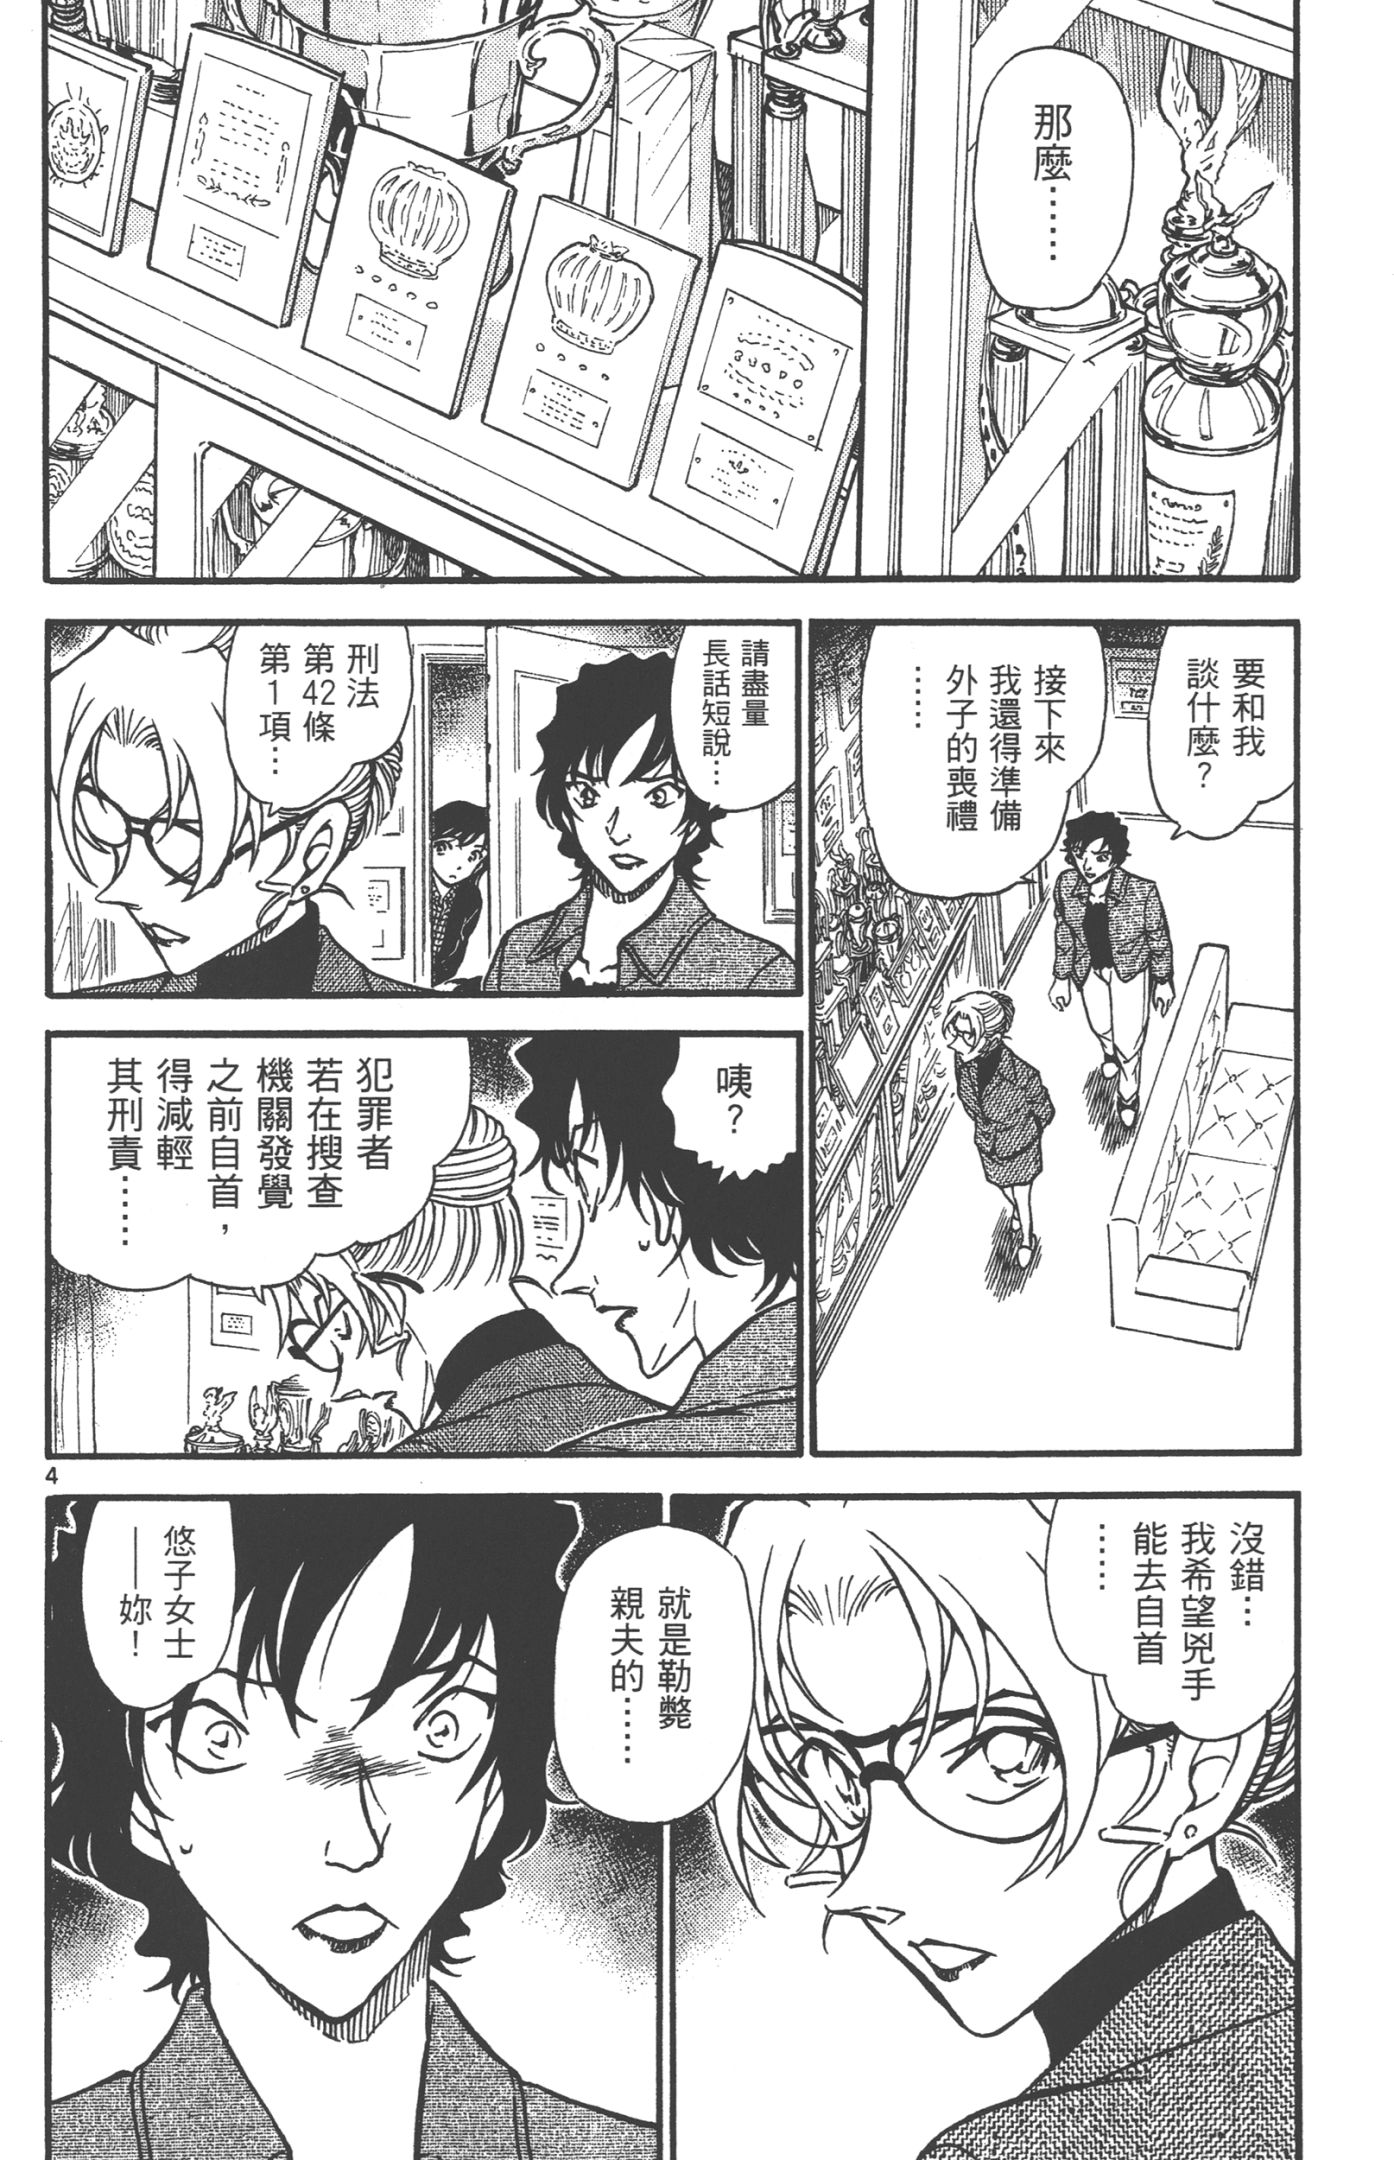 那麼……
要和我
談什麼？
接下來
我還得準備
外子的喪禮
……
請盡量
長話短說…
刑法
第42條
第1項…
咦？
犯罪者
若在搜查
機關發覺
之前自首，
得減輕
其刑責……
4
沒錯…
我希望兇手
能去自首
……
就是勒斃
親夫的……
悠子女士
──妳！